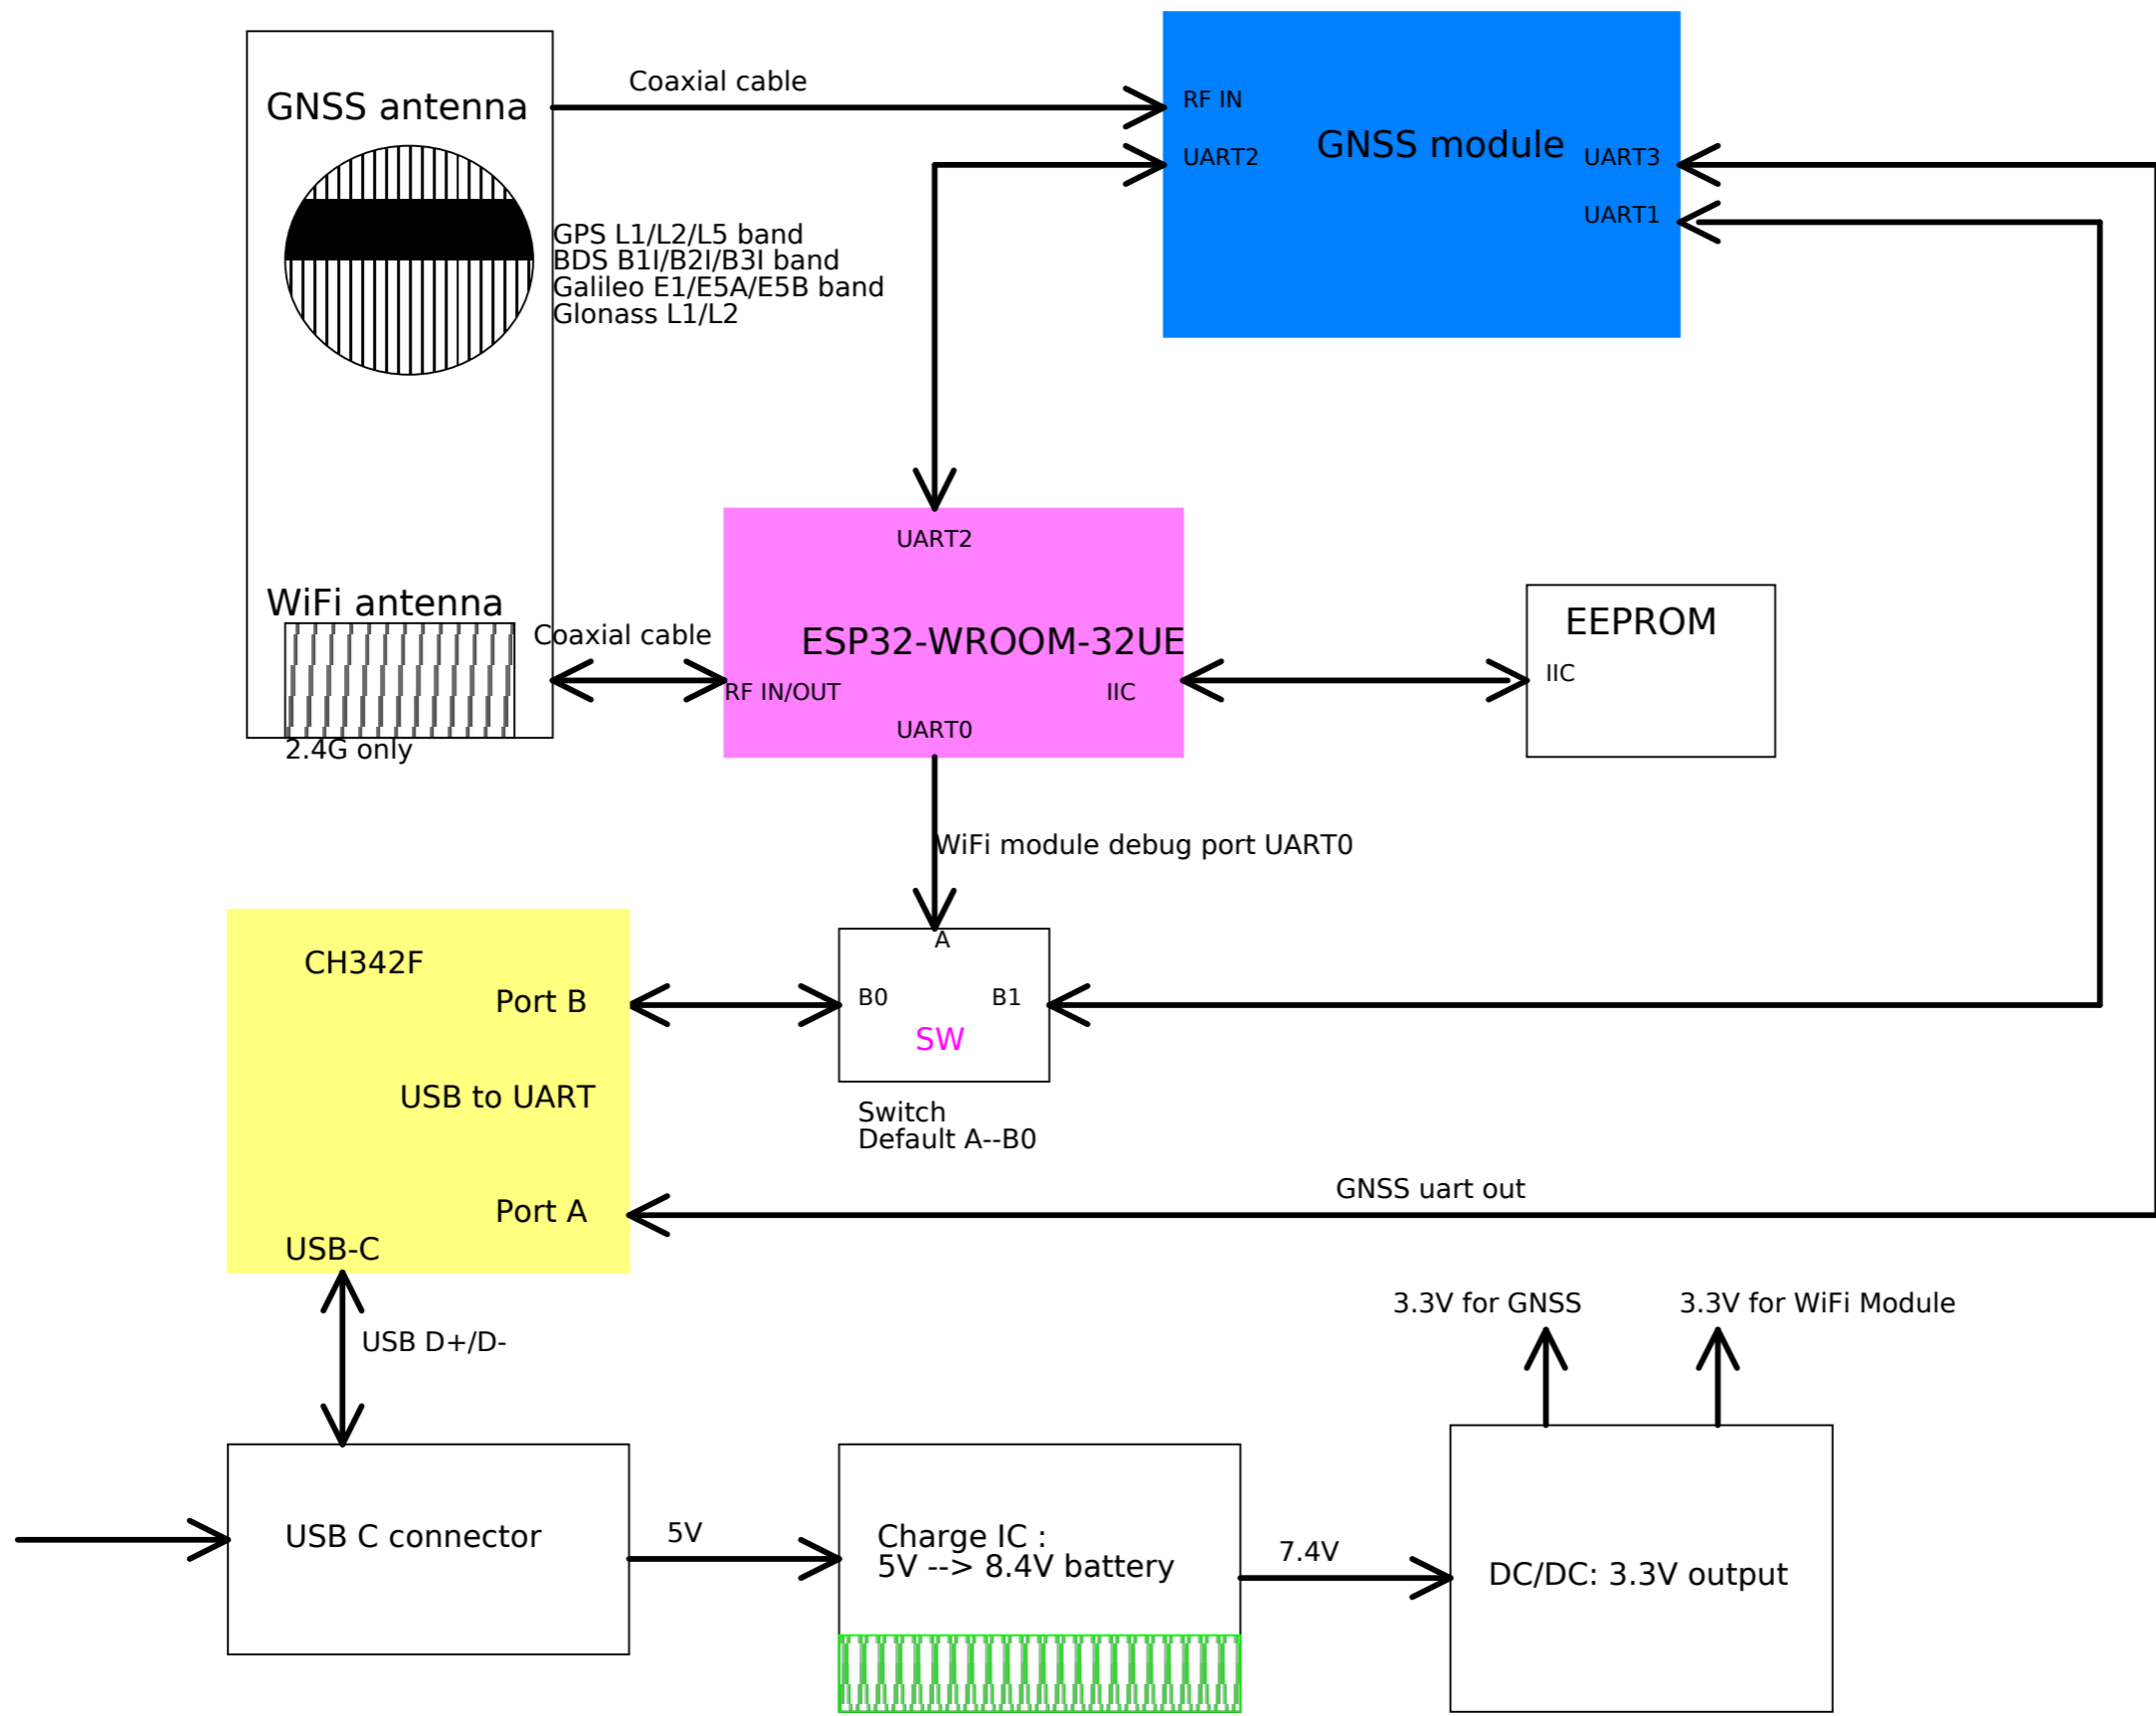 Coaxial cable
GNSS antenna
RF IN
GNSS module
UART2
UART3
UART1
GPS L1/L2/L5 band
BDS B1I/B2I/B3I band
Galileo E1/E5A/E5B band
Glonass L1/L2
UART2
WiFi antenna
Coaxial cable
ESP32-WROOM-32UE
EEPROM
RF IN/OUT
IIC
IIC
UART0
2.4G only
WiFi module debug port UART0
CH342F
A
Port B
B0
B1
SW
USB to UART
Switch
Default A--B0
GNSS uart out
Port A
USB-C
3.3V for GNSS
3.3V for WiFi Module
USB D+/D-
USB C connector
5V
Charge IC :
5V --> 8.4V battery
7.4V
DC/DC: 3.3V output